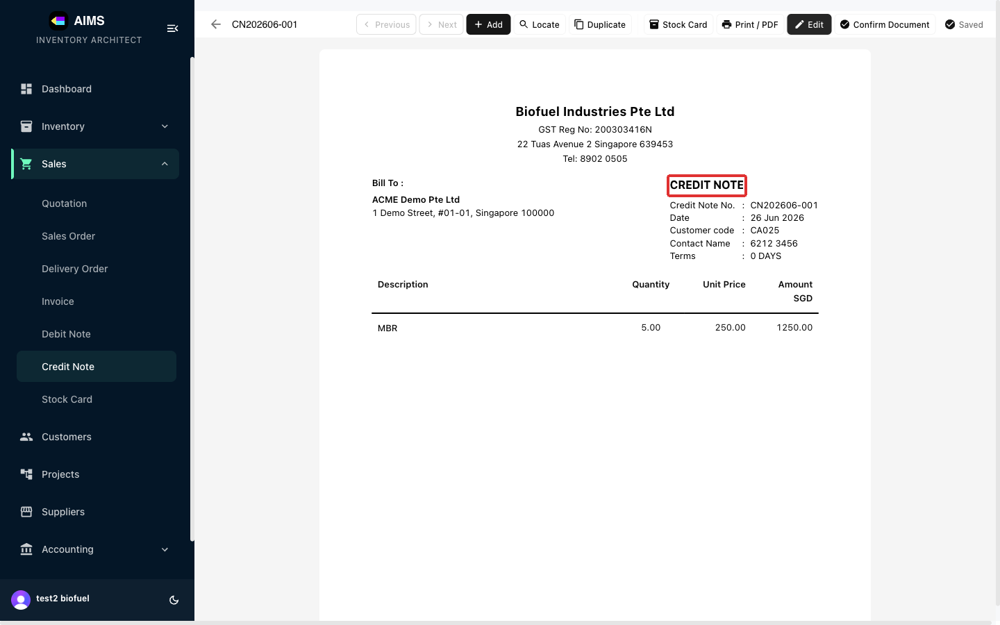 AIMS
INVENTORY ARCHITECT
Dashboard
Inventory
Sales
Quotation
Sales Order
Delivery Order
Invoice
Debit Note
Credit Note
Stock Card
Customers
Projects
Suppliers
Accounting
test2 biofuel
CN202606-001
Previous
Next
Add
Locate
Duplicate
Stock Card
Print / PDF
Edit
Confirm Document
Saved
Biofuel Industries Pte Ltd
GST Reg No: 200303416N
22 Tuas Avenue 2 Singapore 639453
Tel: 8902 0505
Bill To :
ACME Demo Pte Ltd
1 Demo Street, #01-01, Singapore 100000
CREDIT NOTE
Credit Note No. : CN202606-001
Date : 26 Jun 2026
Customer code : CA025
Contact Name : 6212 3456
Terms : 0 DAYS
Description Quantity Unit Price Amount
SGD
MBR 5.00 250.00 1250.00